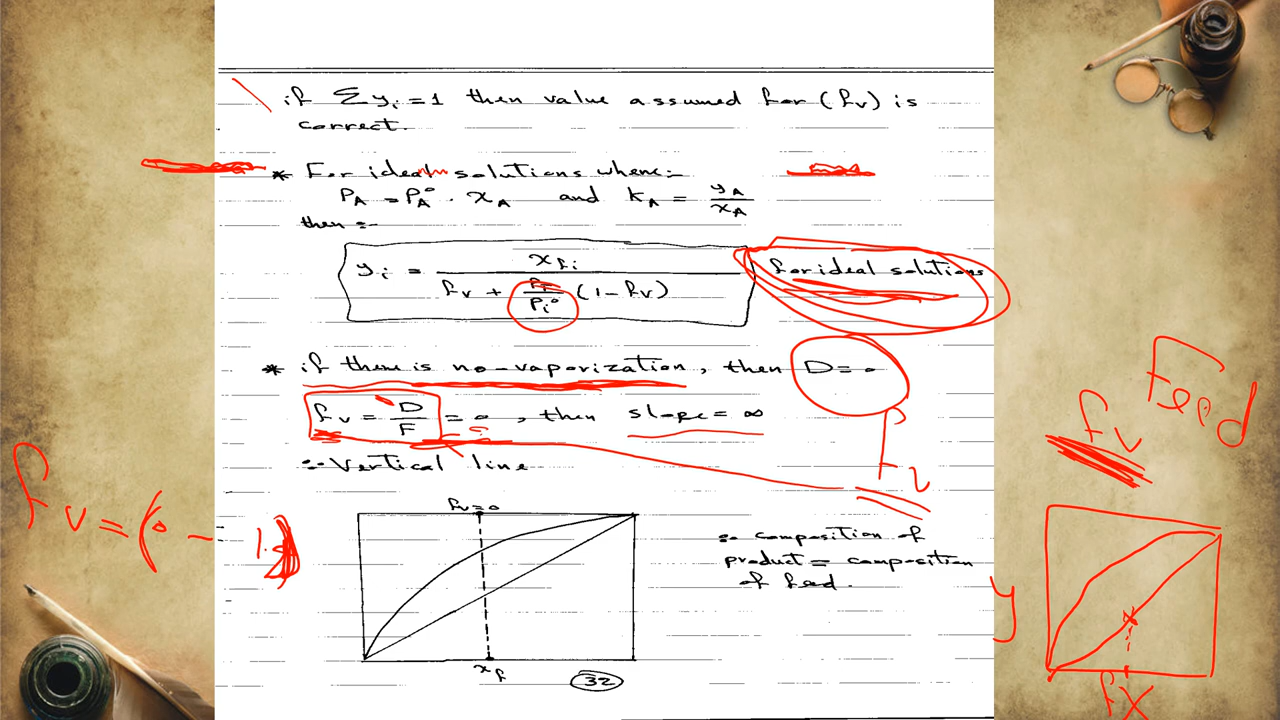 if Σ yᵢ = 1 then value assumed for (fv) is
correct.
* For ideal solutions where:-
PA = PA° . xA and KA = yA / xA
then :-
yᵢ = xfᵢ / (fv + (PT / Pᵢ°) (1 - fv)) for ideal solutions
* if there is no-vaporization, then D = 0
fv = D / F = 0, then slope = ∞
∴ Vertical line
fv = 0
xf
∴ composition of
product = composition
of feed.
32
fv = (0 - 1)
fv
Feed
fv
y
f x